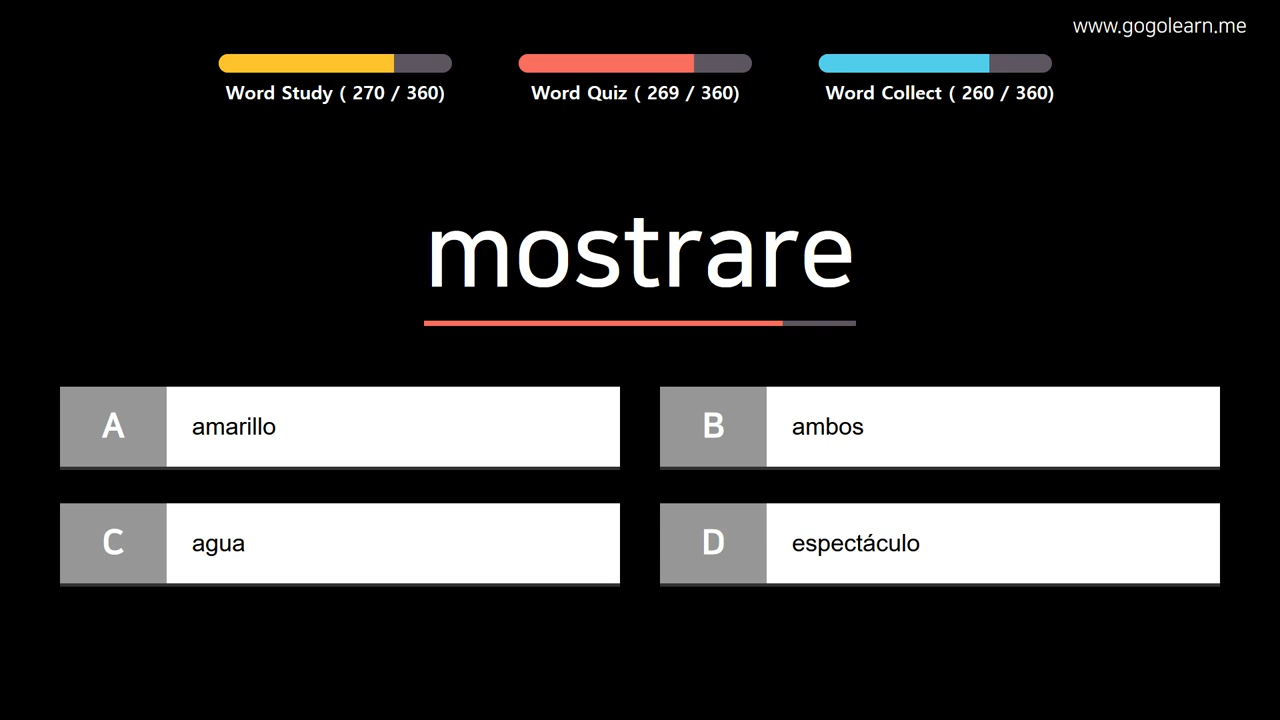 www.gogolearn.me
Word Study ( 270 / 360)
Word Quiz ( 269 / 360)
Word Collect ( 260 / 360)
mostrare
A
amarillo
B
ambos
C
agua
D
espectáculo